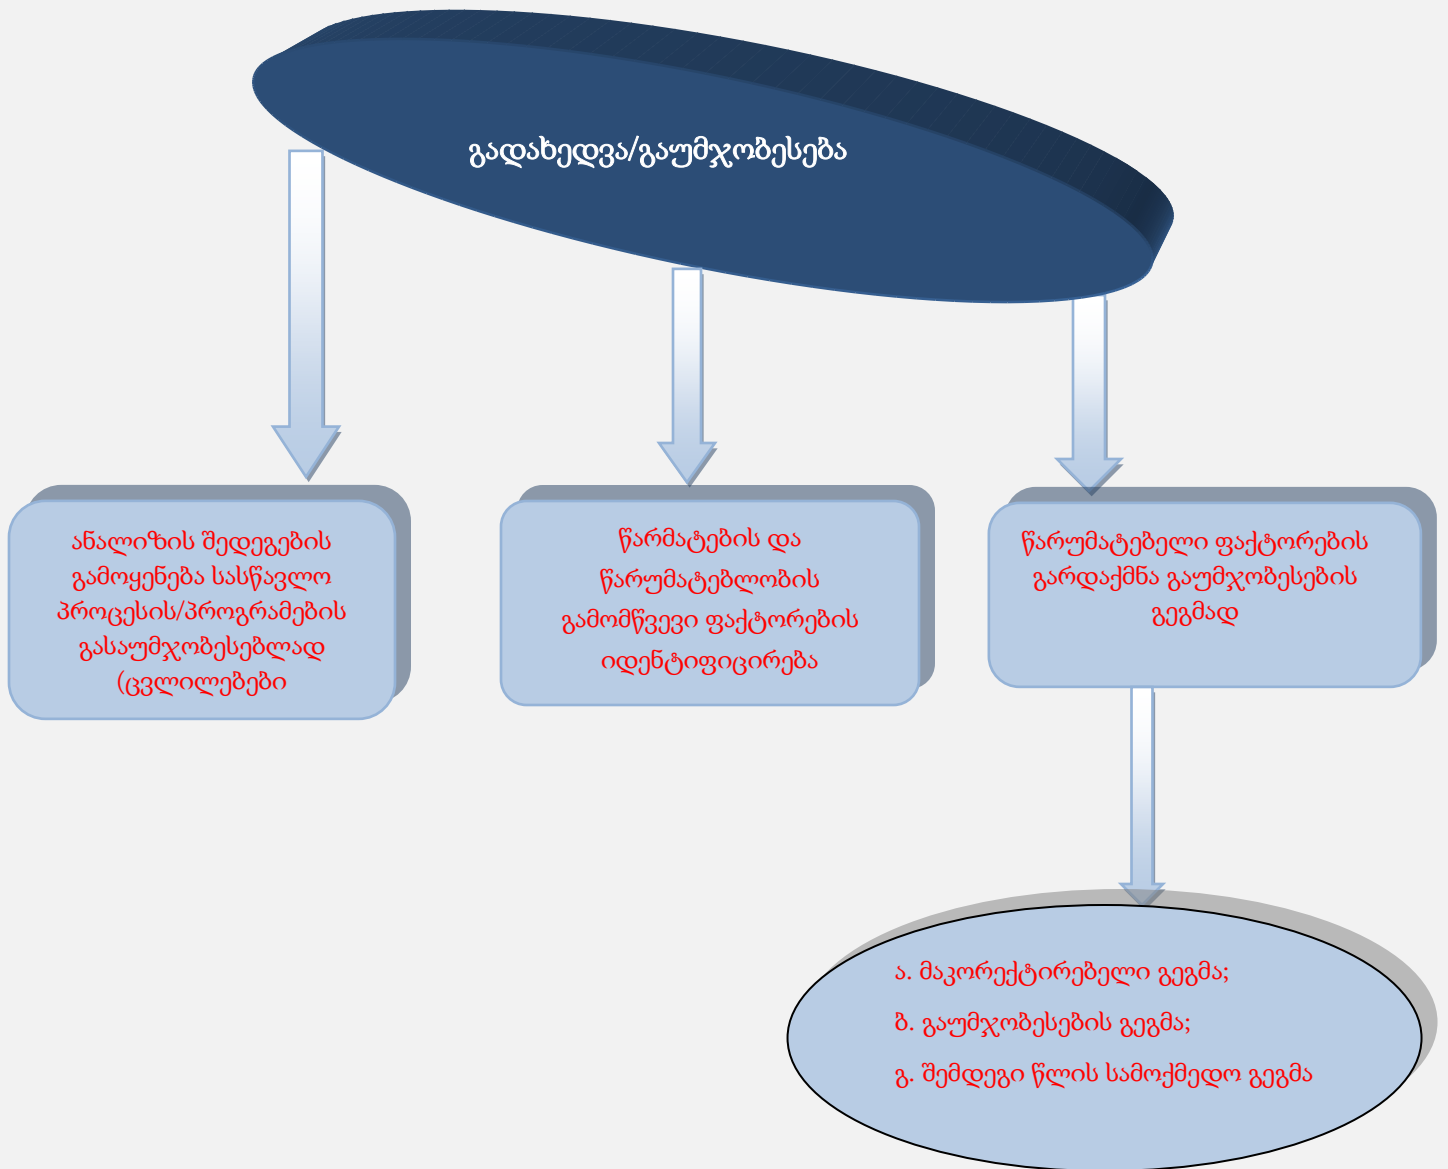 გადახედვა/გაუმჯობესება
ანალიზის შედეგების
გამოყენება სასწავლო
პროცესის/პროგრამების
გასაუმჯობესებლად
(ცვლილებები
წარმატების და
წარუმატებლობის
გამომწვევი ფაქტორების
იდენტიფიცირება
წარუმატებელი ფაქტორების
გარდაქმნა გაუმჯობესების
გეგმად
ა. მაკორექტირებელი გეგმა;
ბ. გაუმჯობესების გეგმა;
გ. შემდეგი წლის სამოქმედო გეგმა